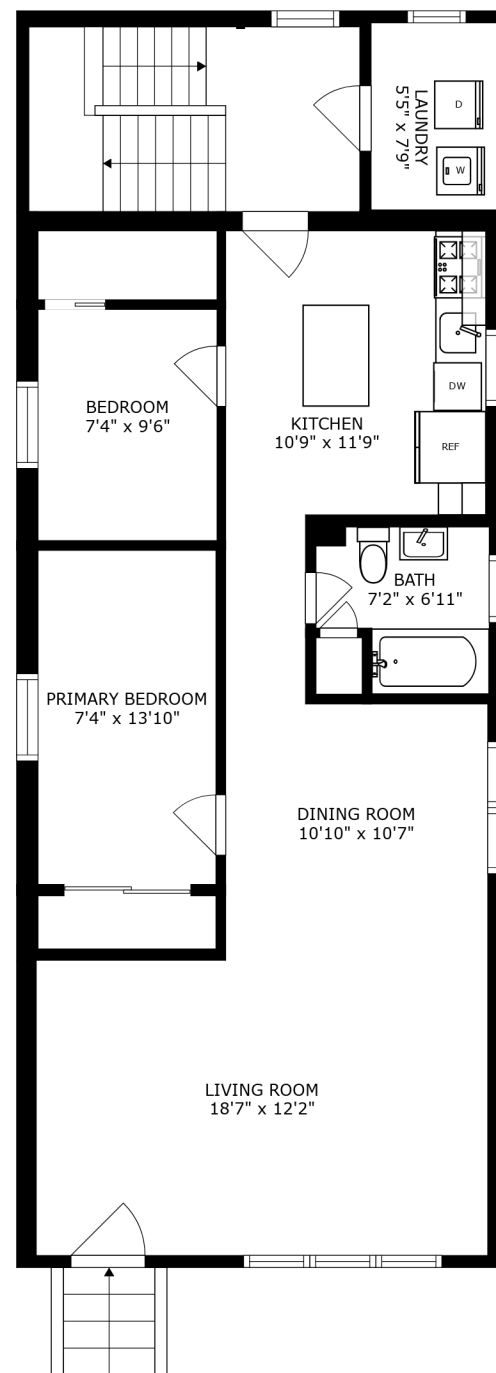 LAUNDRY
5'5" x 7'9"
D
W
BEDROOM
7'4" x 9'6"
KITCHEN
10'9" x 11'9"
DW
REF
BATH
7'2" x 6'11"
PRIMARY BEDROOM
7'4" x 13'10"
DINING ROOM
10'10" x 10'7"
LIVING ROOM
18'7" x 12'2"